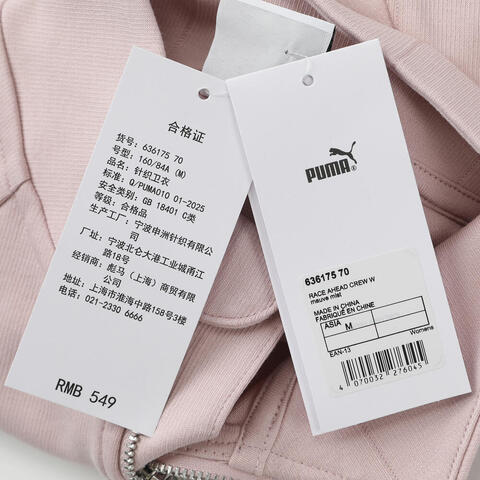 合格证
货号: 636175 70
号型: 160/84A (M)
品名: 针织卫衣
标准: Q/PUMA010 01-2025
安全类别: GB 18401 C类
等级: 合格品
生产工厂: 宁波申洲针织有限公司
厂址: 宁波北仑大港工业城甬江路18号
经销商: 彪马（上海）商贸有限公司
地址: 上海市淮海中路158号3楼
电话: 021-2330 6666
RMB 549
PUMA®
636175 70
RACE AHEAD CREW W
mauve mist
MADE IN CHINA
FABRIQUÉ EN CHINE
ASIA M
Womens
EAN-13
4 070032 276045